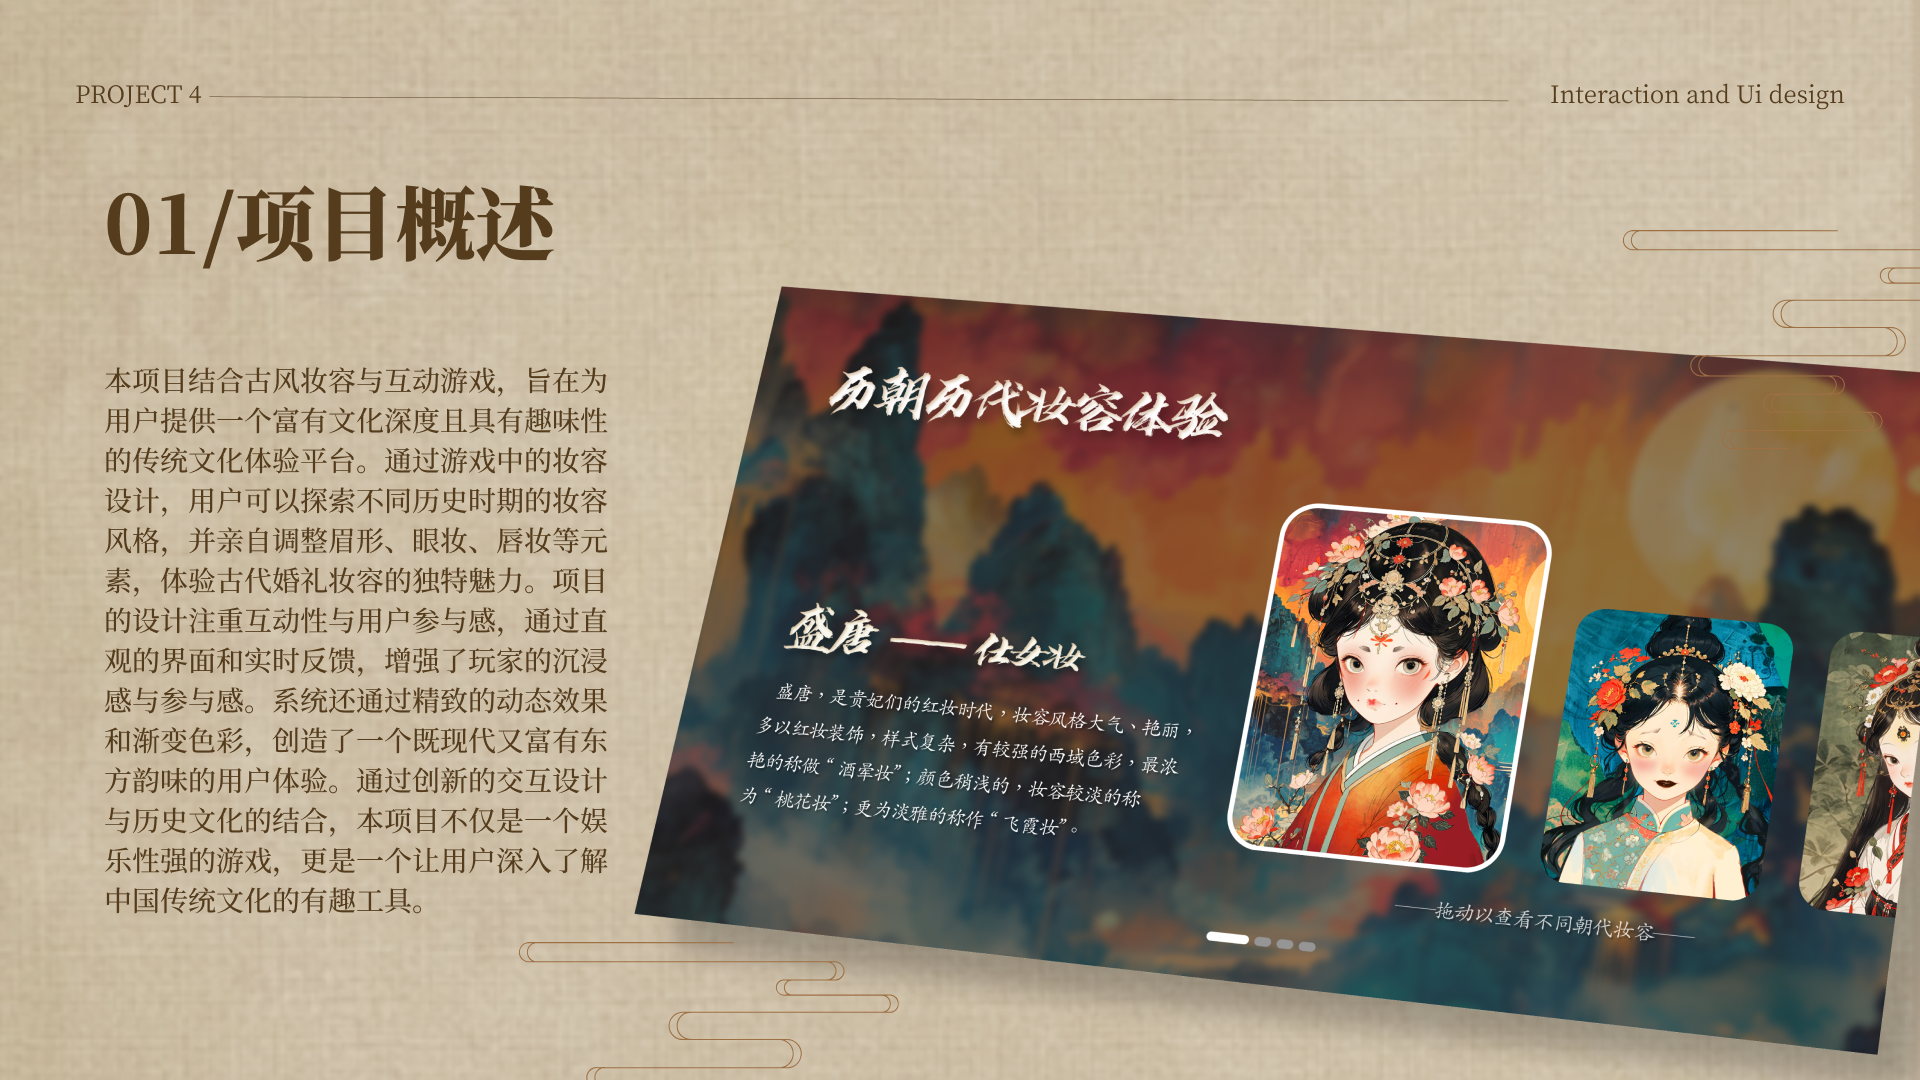 PROJECT 4
Interaction and Ui design
01/项目概述
本项目结合古风妆容与互动游戏，旨在为
用户提供一个富有文化深度且具有趣味性
的传统文化体验平台。通过游戏中的妆容
设计，用户可以探索不同历史时期的妆容
风格，并亲自调整眉形、眼妆、唇妆等元
素，体验古代婚礼妆容的独特魅力。项目
的设计注重互动性与用户参与感，通过直
观的界面和实时反馈，增强了玩家的沉浸
感与参与感。系统还通过精致的动态效果
和渐变色彩，创造了一个既现代又富有东
方韵味的用户体验。通过创新的交互设计
与历史文化的结合，本项目不仅是一个娱
乐性强的游戏，更是一个让用户深入了解
中国传统文化的有趣工具。
历朝历代妆容体验
盛唐 —— 仕女妆
盛唐，是贵妃们的红妆时代，妆容风格大气、艳丽，
多以红妆装饰，样式复杂，有较强的西域色彩，最浓
艳的称做“酒晕妆”；颜色稍浅的，妆容较淡的称
为“桃花妆”；更为淡雅的称作“飞霞妆”。
——拖动以查看不同朝代妆容——